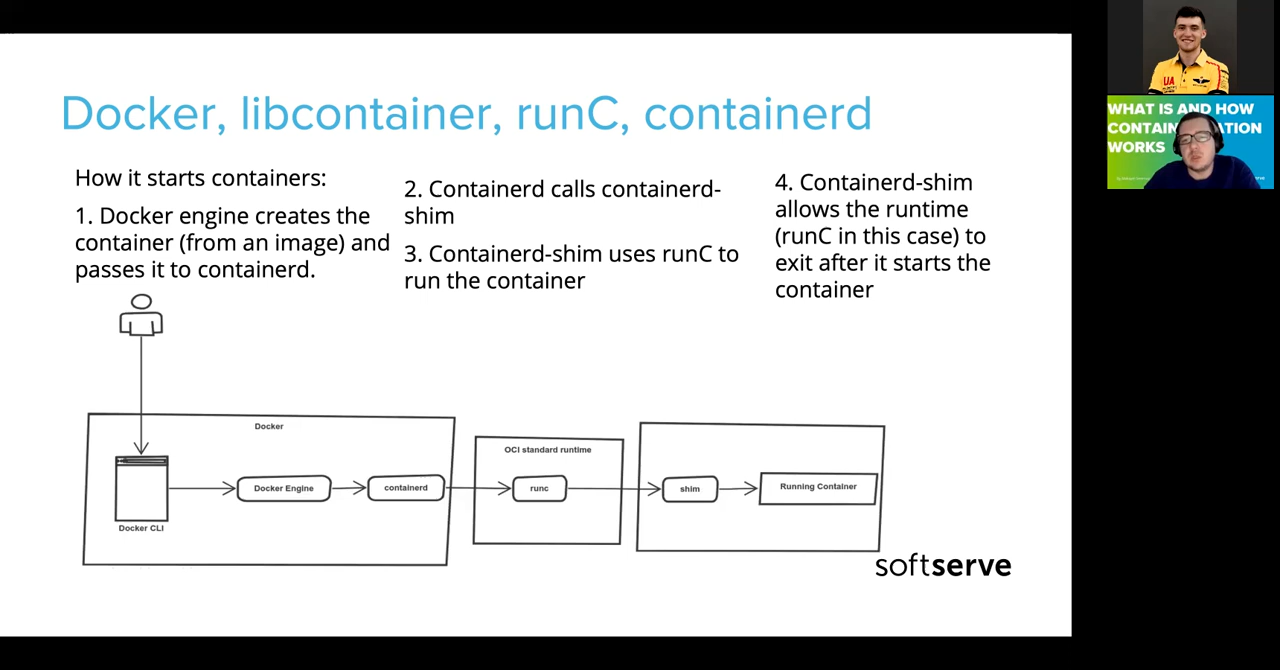 Docker, libcontainer, runC, containerd
How it starts containers:
1. Docker engine creates the
container (from an image) and
passes it to containerd.
2. Containerd calls containerd-
shim
3. Containerd-shim uses runC to
run the container
4. Containerd-shim
allows the runtime
(runC in this case) to
exit after it starts the
container
Docker
Docker CLI
Docker Engine
containerd
OCI standard runtime
runc
shim
Running Container
softserve
UA
WHAT IS AND HOW
WORKS